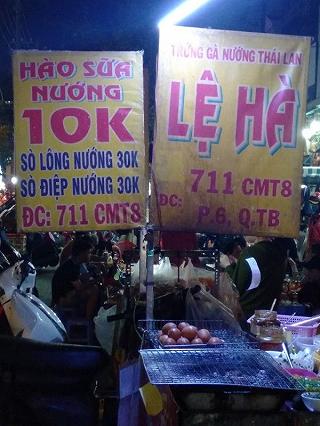 HÀO SỮA
NƯỚNG
10K
SÒ LÔNG NƯỚNG 30K
SÒ ĐIỆP NƯỚNG 30K
ĐC: 711 CMT8
TRỨNG GÀ NƯỚNG THÁI LAN
LỆ HÀ
ĐC: 711 CMT8
P.6, Q.TB